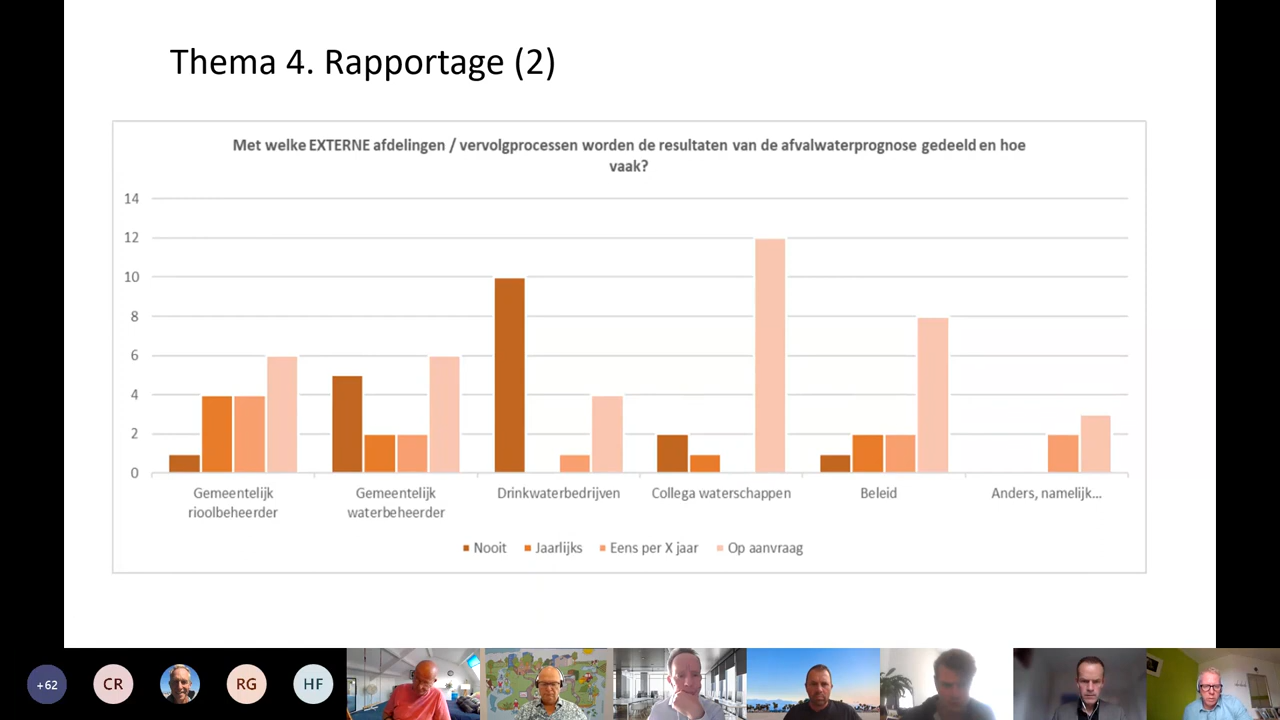 Thema 4. Rapportage (2)
Met welke EXTERNE afdelingen / vervolgprocessen worden de resultaten van de afvalwaterprognose gedeeld en hoe
vaak?
14
12
10
8
6
4
2
0
Gemeentelijk
rioolbeheerder
Gemeentelijk
waterbeheerder
Drinkwaterbedrijven
Collega waterschappen
Beleid
Anders, namelijk...
Nooit
Jaarlijks
Eens per X jaar
Op aanvraag
+62
CR
RG
HF